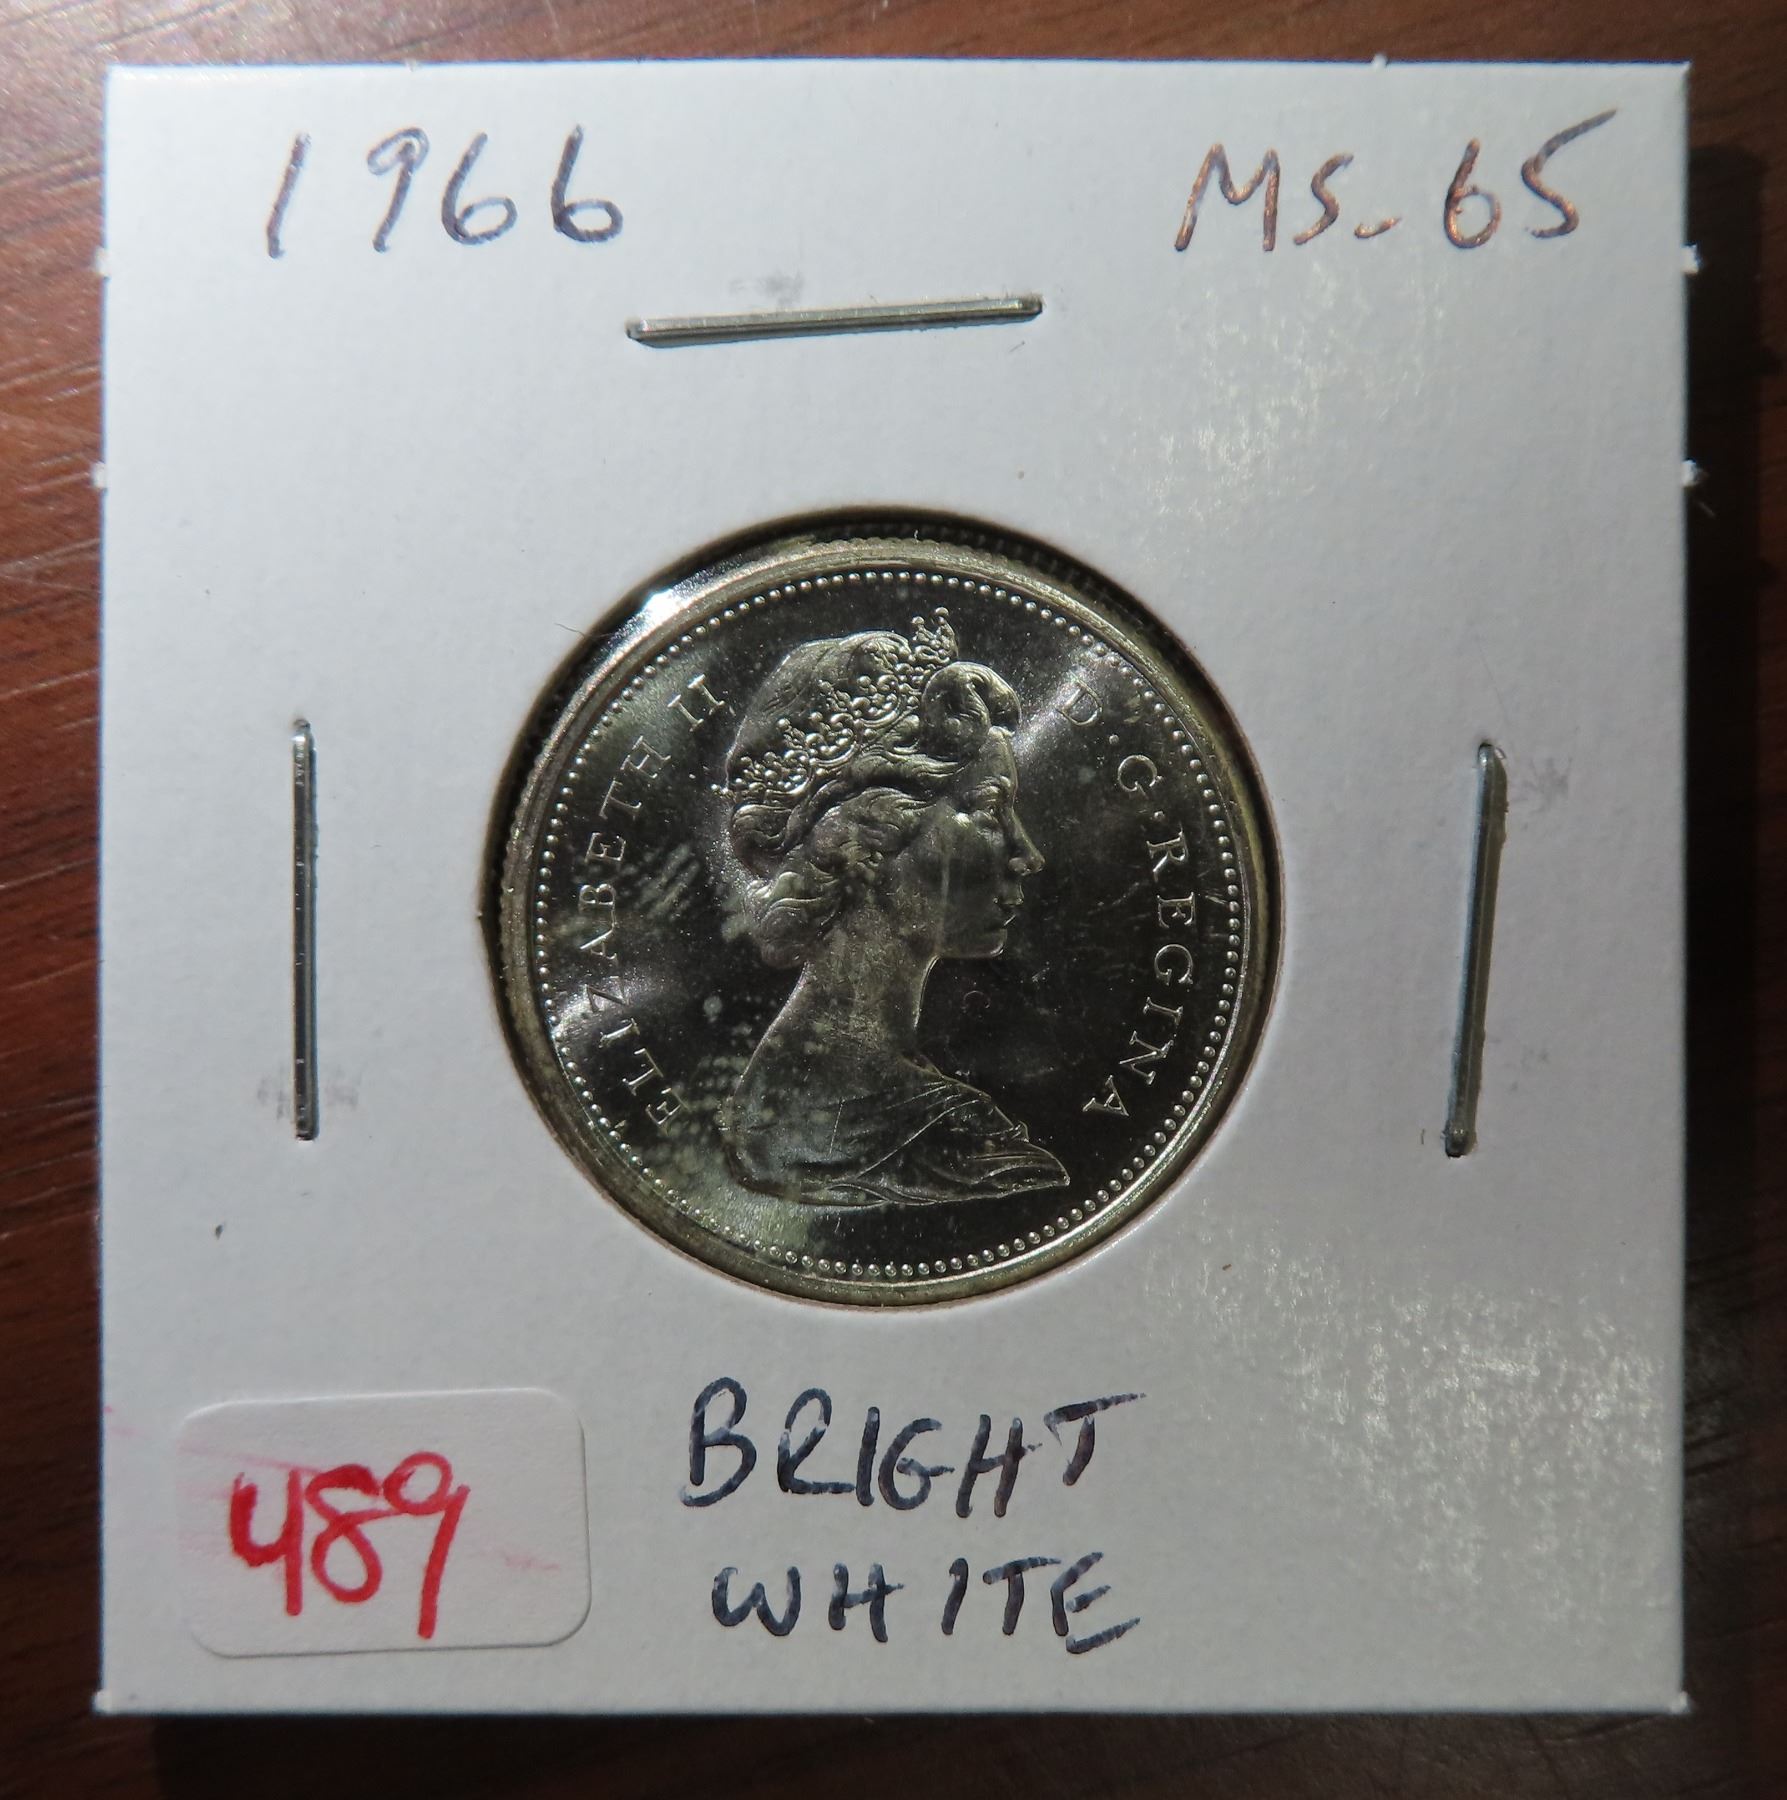 1966 MS-65
ELIZABETH II D·G·REGINA
BRIGHT
WHITE
489